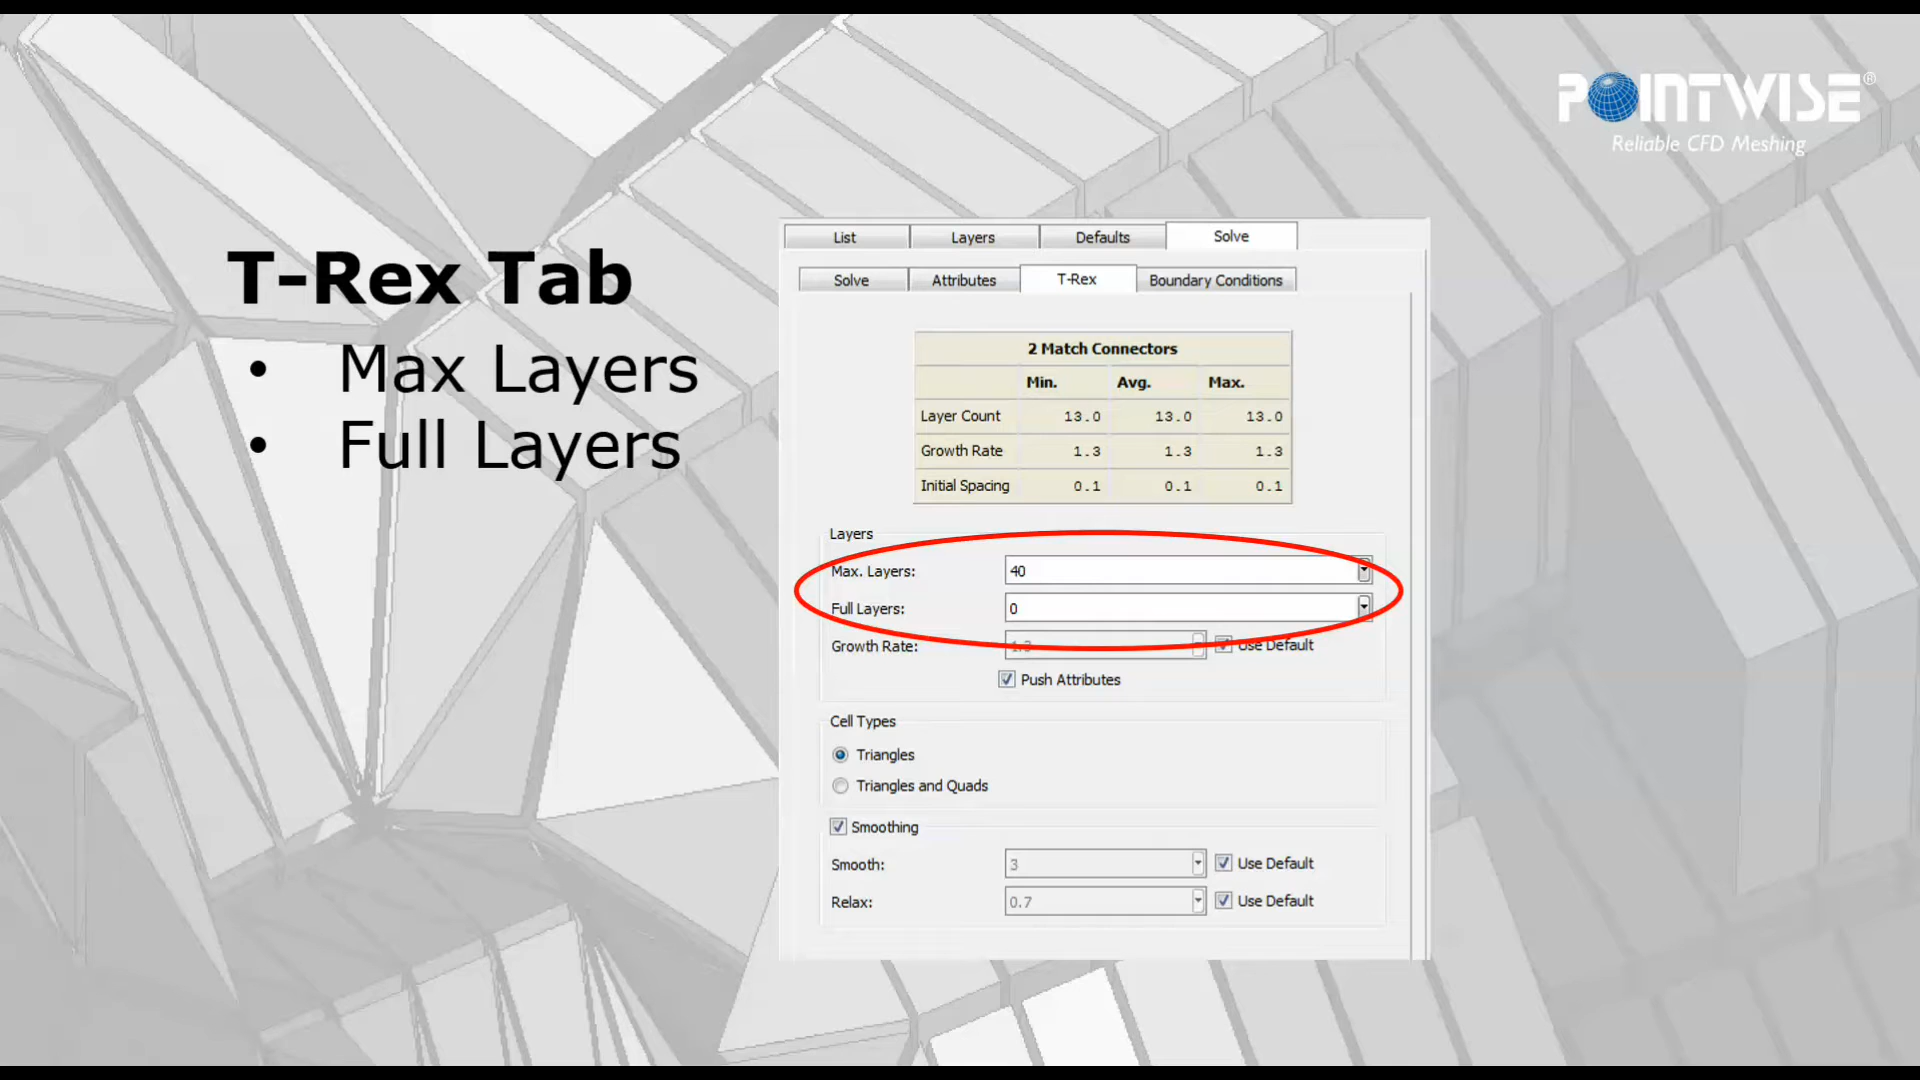 POINTWISE®
Reliable CFD Meshing
T-Rex Tab
• Max Layers
• Full Layers
List Layers Defaults Solve
Solve Attributes T-Rex Boundary Conditions
2 Match Connectors
Min. Avg. Max.
Layer Count 13.0 13.0 13.0
Growth Rate 1.3 1.3 1.3
Initial Spacing 0.1 0.1 0.1
Layers
Max. Layers: 40
Full Layers: 0
Growth Rate: 1.3 Use Default
Push Attributes
Cell Types
Triangles
Triangles and Quads
Smoothing
Smooth: 3 Use Default
Relax: 0.7 Use Default